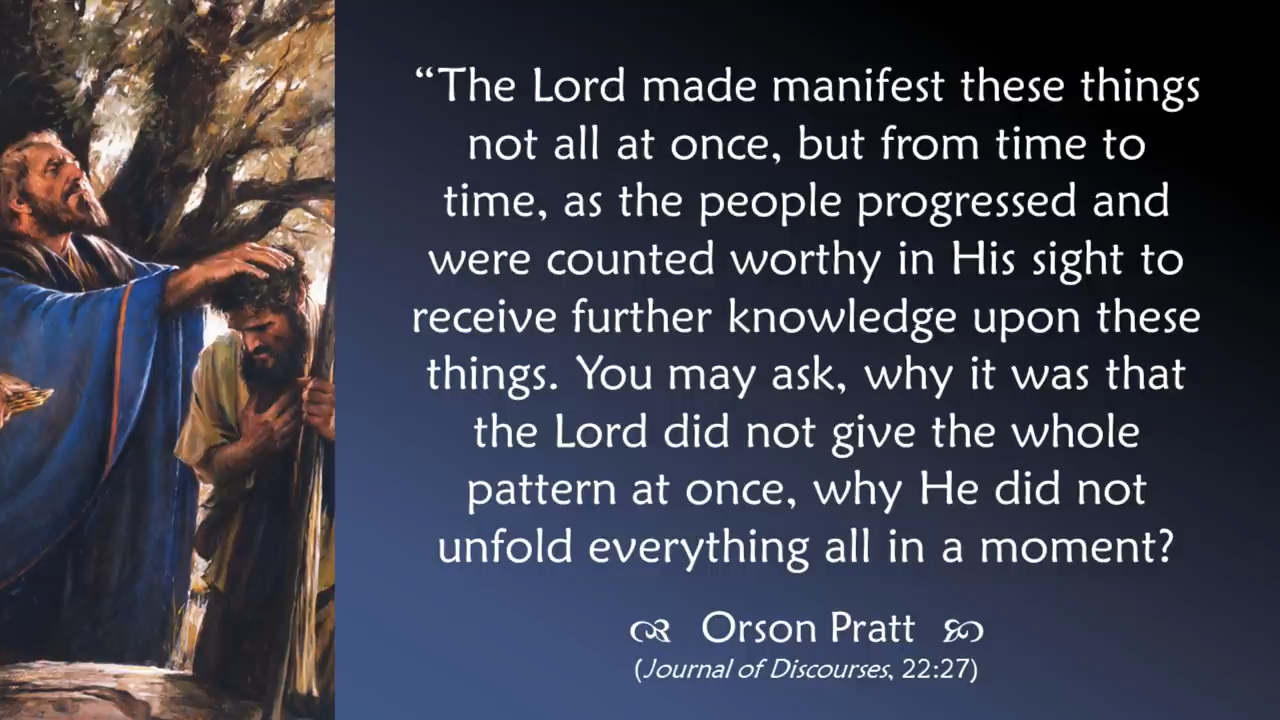 “The Lord made manifest these things
not all at once, but from time to
time, as the people progressed and
were counted worthy in His sight to
receive further knowledge upon these
things. You may ask, why it was that
the Lord did not give the whole
pattern at once, why He did not
unfold everything all in a moment?
Orson Pratt
(Journal of Discourses, 22:27)